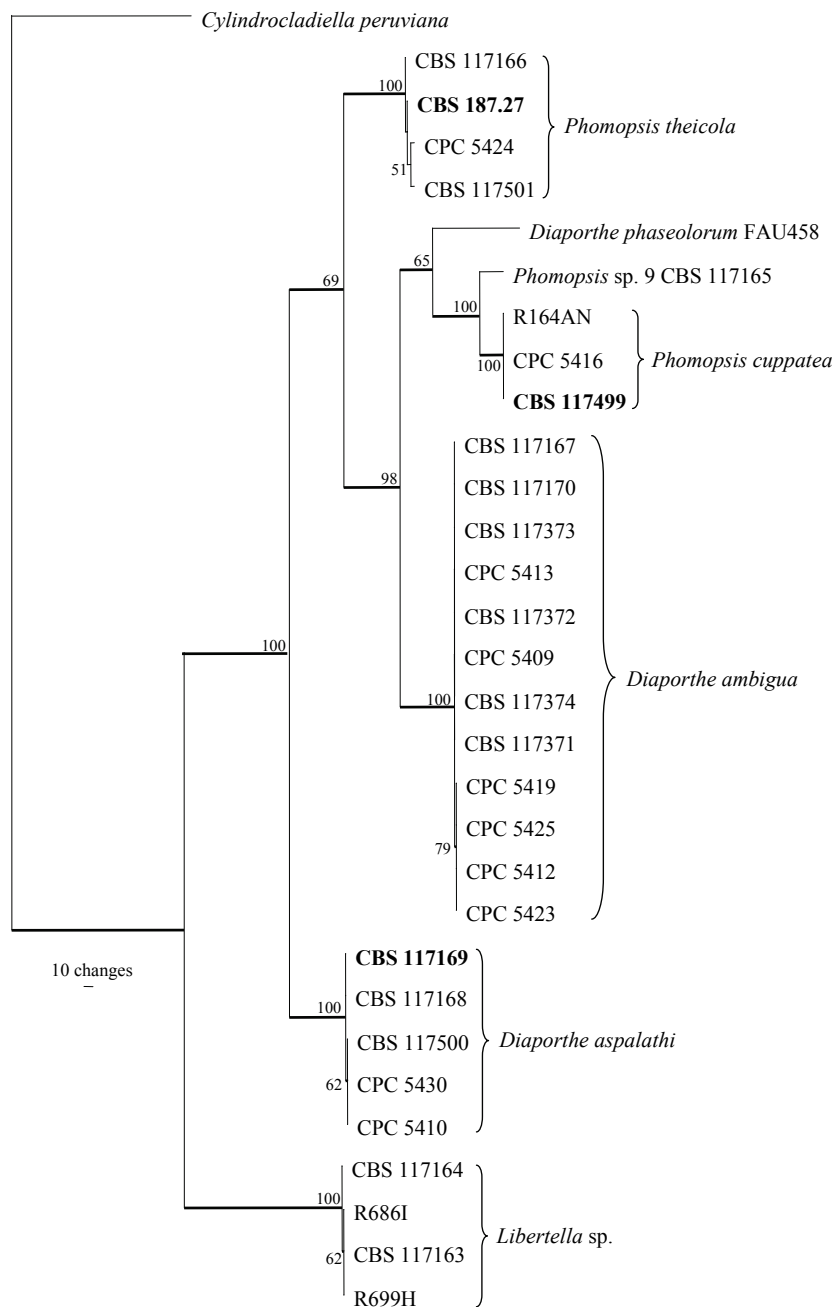 Cylindrocladiella peruviana
CBS 117166
100
CBS 187.27
Phomopsis theicola
CPC 5424
51
CBS 117501
Diaporthe phaseolorum FAU458
65
Phomopsis sp. 9 CBS 117165
69
100
R164AN
CPC 5416
Phomopsis cuppatea
100
CBS 117499
CBS 117167
98
CBS 117170
CBS 117373
CPC 5413
CBS 117372
100
CPC 5409
Diaporthe ambigua
100
CBS 117374
CBS 117371
CPC 5419
CPC 5425
79
CPC 5412
CPC 5423
CBS 117169
10 changes
CBS 117168
100
CBS 117500
Diaporthe aspalathi
62
CPC 5430
CPC 5410
CBS 117164
100
R686I
Libertella sp.
CBS 117163
62
R699H